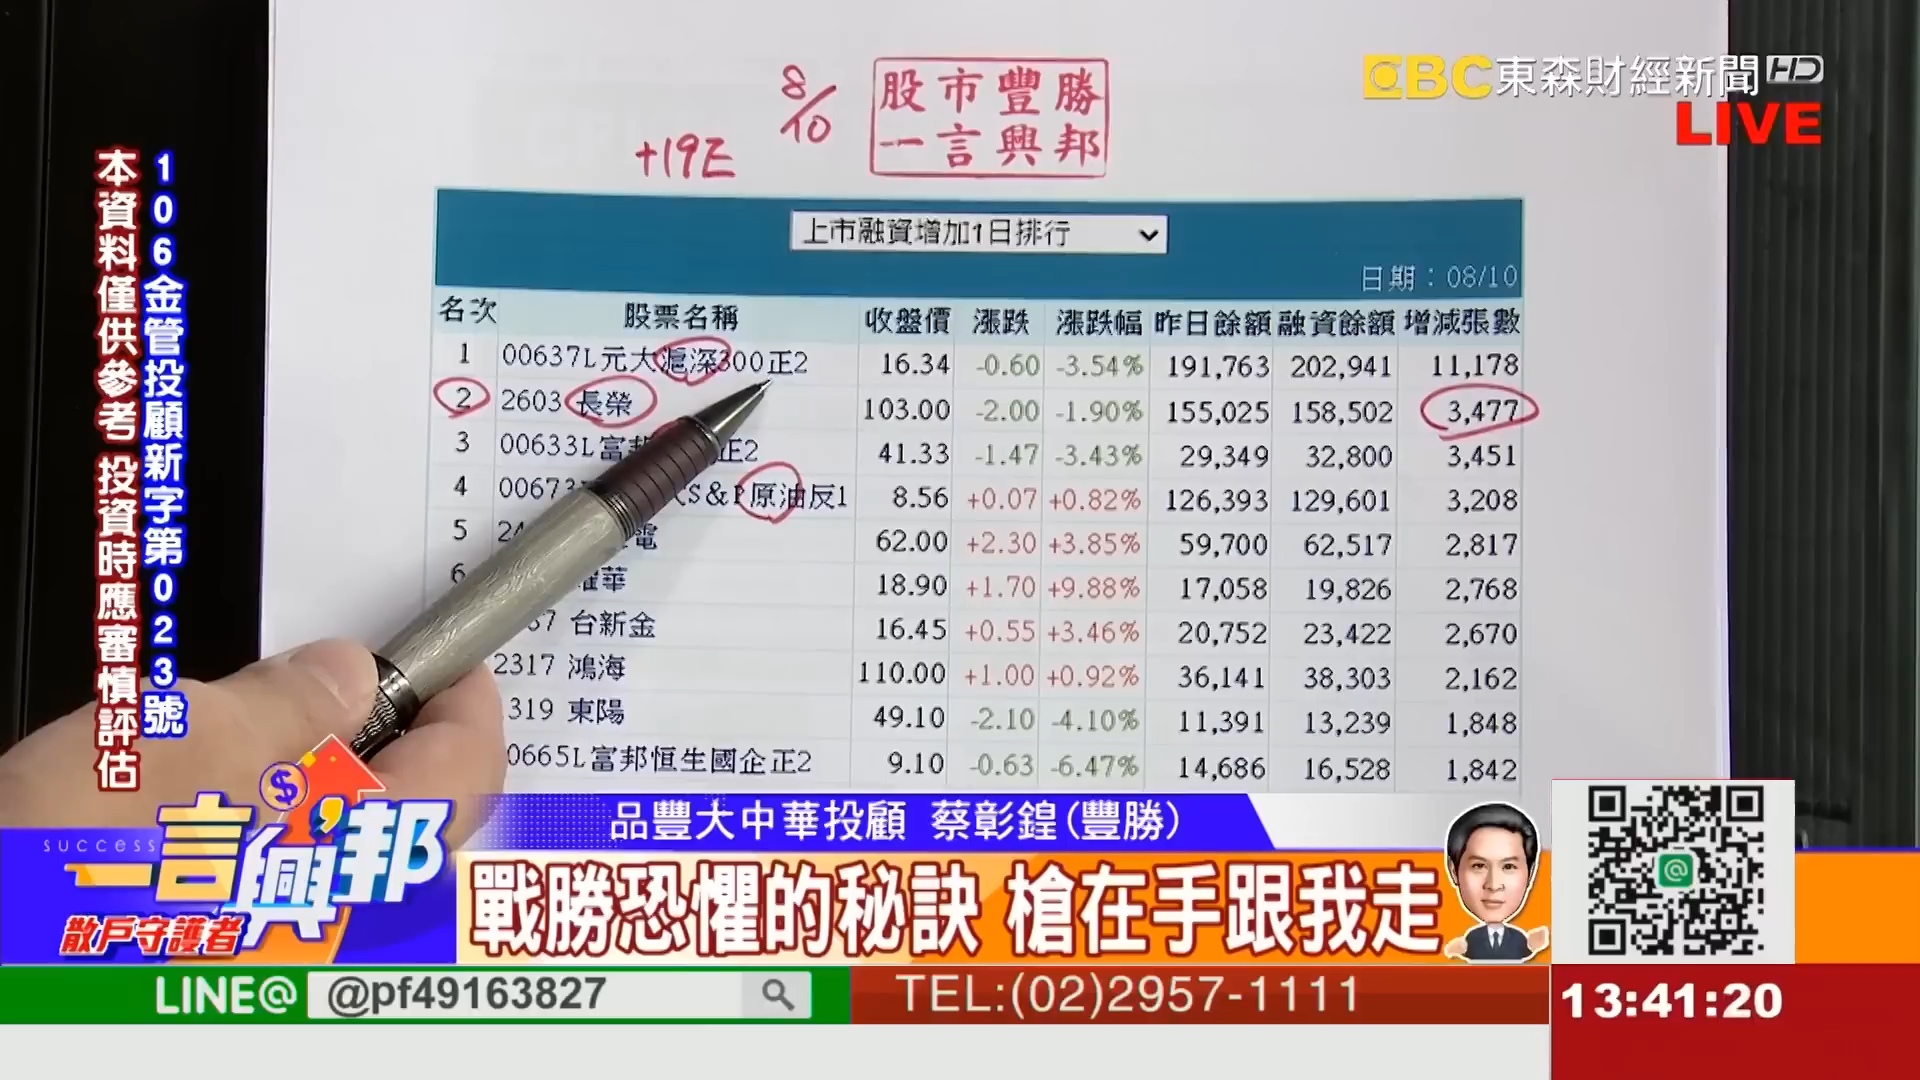 EBC 東森財經新聞 HD
LIVE
8/10
股市豐勝
一言興邦
+19E
上市融資增加1日排行
日期：08/10
名次 股票名稱 收盤價 漲跌 漲跌幅 昨日餘額 融資餘額 增減張數
1 00637L元大滬深300正2 16.34 -0.60 -3.54% 191,763 202,941 11,178
2 2603 長榮 103.00 -2.00 -1.90% 155,025 158,502 3,477
3 00633L富邦 正2 41.33 -1.47 -3.43% 29,349 32,800 3,451
4 00673 S&P原油反1 8.56 +0.07 +0.82% 126,393 129,601 3,208
5 電 62.00 +2.30 +3.85% 59,700 62,517 2,817
6 華 18.90 +1.70 +9.88% 17,058 19,826 2,768
台新金 16.45 +0.55 +3.46% 20,752 23,422 2,670
2317 鴻海 110.00 +1.00 +0.92% 36,141 38,303 2,162
319 東陽 49.10 -2.10 -4.10% 11,391 13,239 1,848
0665L富邦恒生國企正2 9.10 -0.63 -6.47% 14,686 16,528 1,842
106金管投顧新字第023號
本資料僅供參考 投資時應審慎評估
success
一言興邦
散戶守護者
品豐大中華投顧 蔡彰鍠(豐勝)
戰勝恐懼的秘訣 槍在手跟我走
LINE@ @pf49163827
TEL:(02)2957-1111
13:41:20